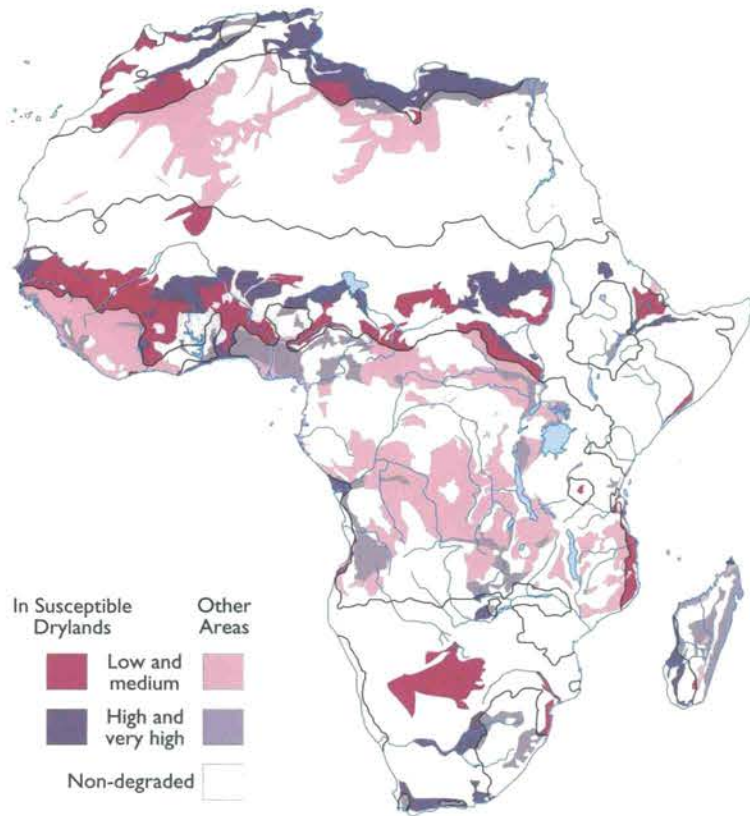 In Susceptible Other
Drylands Areas
Low and
medium
High and
very high
Non-degraded